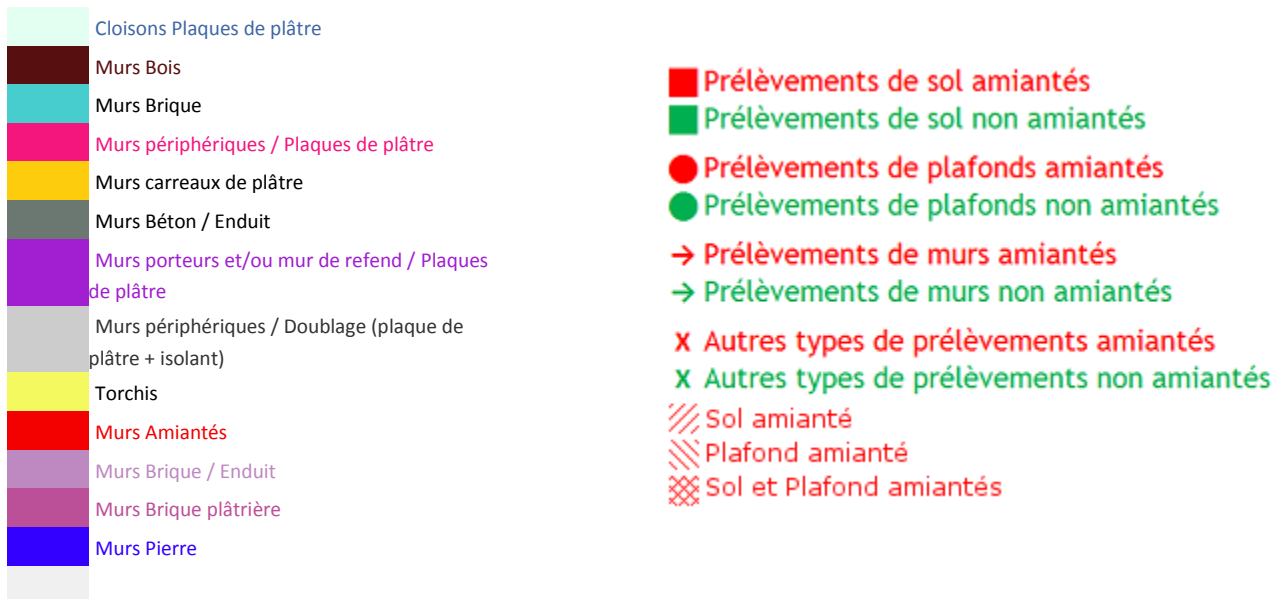 Cloisons Plaques de plâtre
Murs Bois
Murs Brique
Murs périphériques / Plaques de plâtre
Murs carreaux de plâtre
Murs Béton / Enduit
Murs porteurs et/ou mur de refend / Plaques
de plâtre
Murs périphériques / Doublage (plaque de
plâtre + isolant)
Torchis
Murs Amiantés
Murs Brique / Enduit
Murs Brique plâtrière
Murs Pierre
Prélèvements de sol amiantés
Prélèvements de sol non amiantés
Prélèvements de plafonds amiantés
Prélèvements de plafonds non amiantés
→ Prélèvements de murs amiantés
→ Prélèvements de murs non amiantés
x Autres types de prélèvements amiantés
x Autres types de prélèvements non amiantés
Sol amianté
Plafond amianté
Sol et Plafond amiantés